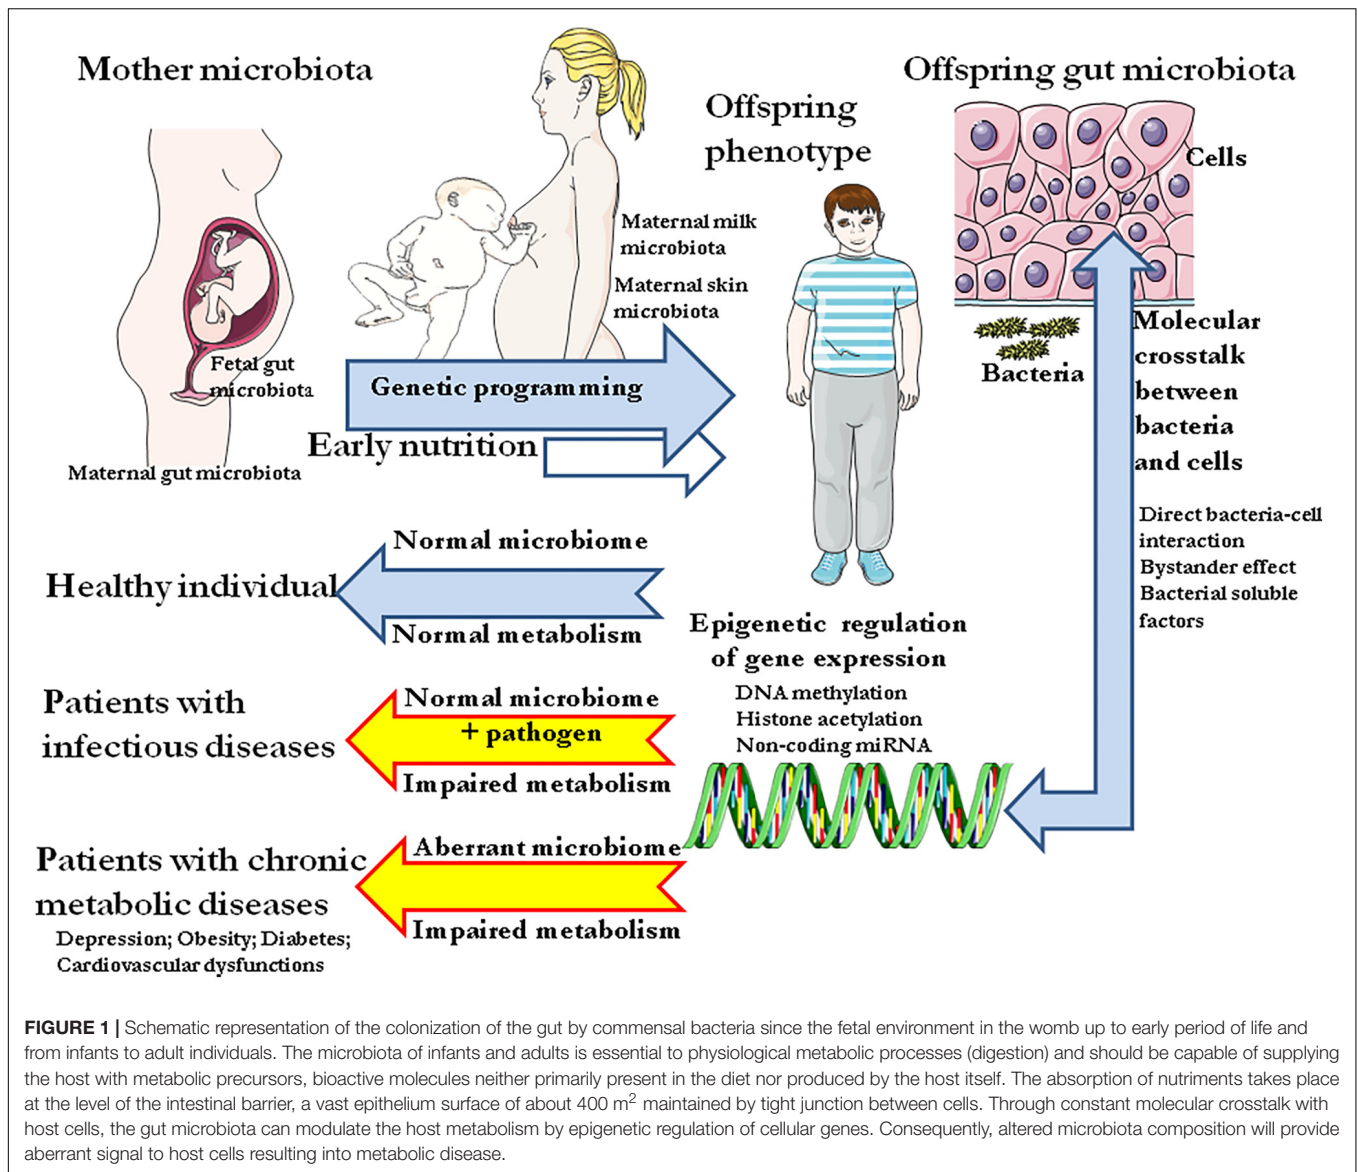 Mother microbiota
Fetal gut
microbiota
Maternal gut microbiota
Maternal milk
microbiota
Maternal skin
microbiota
Genetic programming
Early nutrition
Offspring
phenotype
Offspring gut microbiota
Cells
Bacteria
Molecular
crosstalk
between
bacteria
and cells
Direct bacteria-cell
interaction
Bystander effect
Bacterial soluble
factors
Epigenetic regulation
of gene expression
DNA methylation
Histone acetylation
Non-coding miRNA
Normal microbiome
Healthy individual
Normal metabolism
Patients with
infectious diseases
Normal microbiome
+ pathogen
Impaired metabolism
Patients with chronic
metabolic diseases
Depression; Obesity; Diabetes;
Cardiovascular dysfunctions
Aberrant microbiome
Impaired metabolism
FIGURE 1 | Schematic representation of the colonization of the gut by commensal bacteria since the fetal environment in the womb up to early period of life and
from infants to adult individuals. The microbiota of infants and adults is essential to physiological metabolic processes (digestion) and should be capable of supplying
the host with metabolic precursors, bioactive molecules neither primarily present in the diet nor produced by the host itself. The absorption of nutriments takes place
at the level of the intestinal barrier, a vast epithelium surface of about 400 m² maintained by tight junction between cells. Through constant molecular crosstalk with
host cells, the gut microbiota can modulate the host metabolism by epigenetic regulation of cellular genes. Consequently, altered microbiota composition will provide
aberrant signal to host cells resulting into metabolic disease.